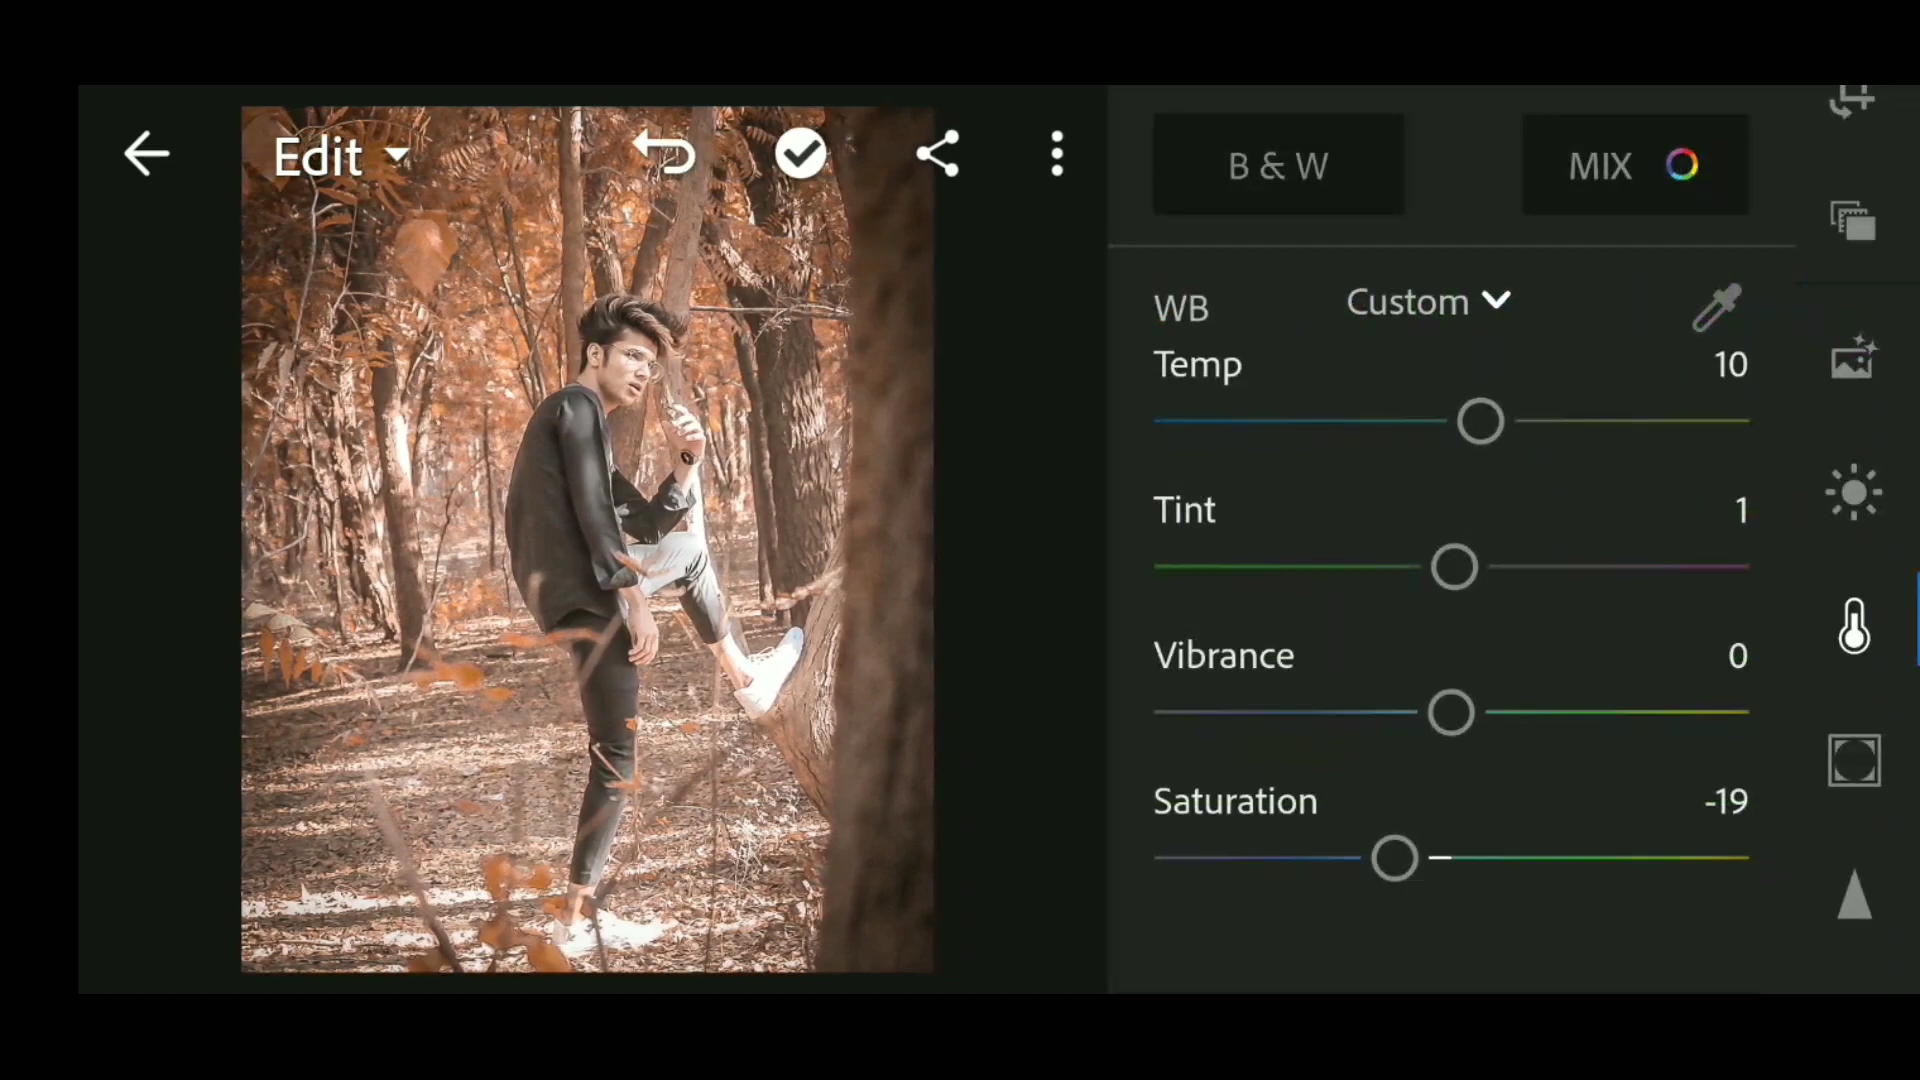 Edit
B & W
MIX
WB
Custom
Temp
10
Tint
1
Vibrance
0
Saturation
-19